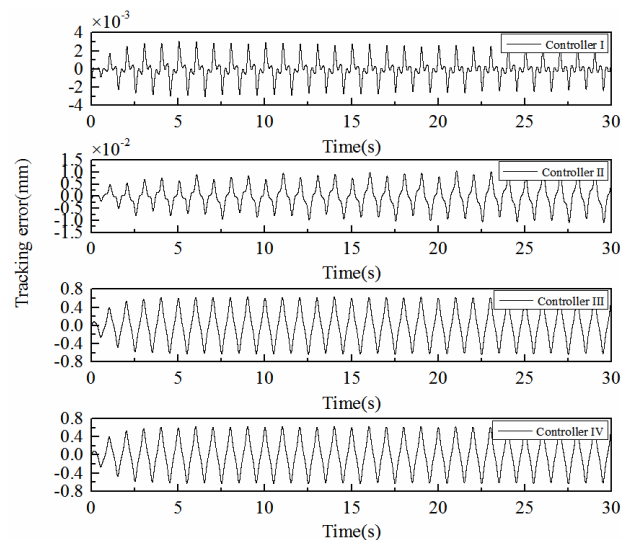 ×10⁻³
4
2
0
-2
-4
Controller I
0 5 10 15 20 25 30
Time(s)
×10⁻²
1.5
1.0
0.5
0.0
-0.5
-1.0
-1.5
Controller II
0 5 10 15 20 25 30
Time(s)
Tracking error(mm)
0.8
0.4
0.0
-0.4
-0.8
Controller III
0 5 10 15 20 25 30
Time(s)
0.8
0.4
0.0
-0.4
-0.8
Controller IV
0 5 10 15 20 25 30
Time(s)